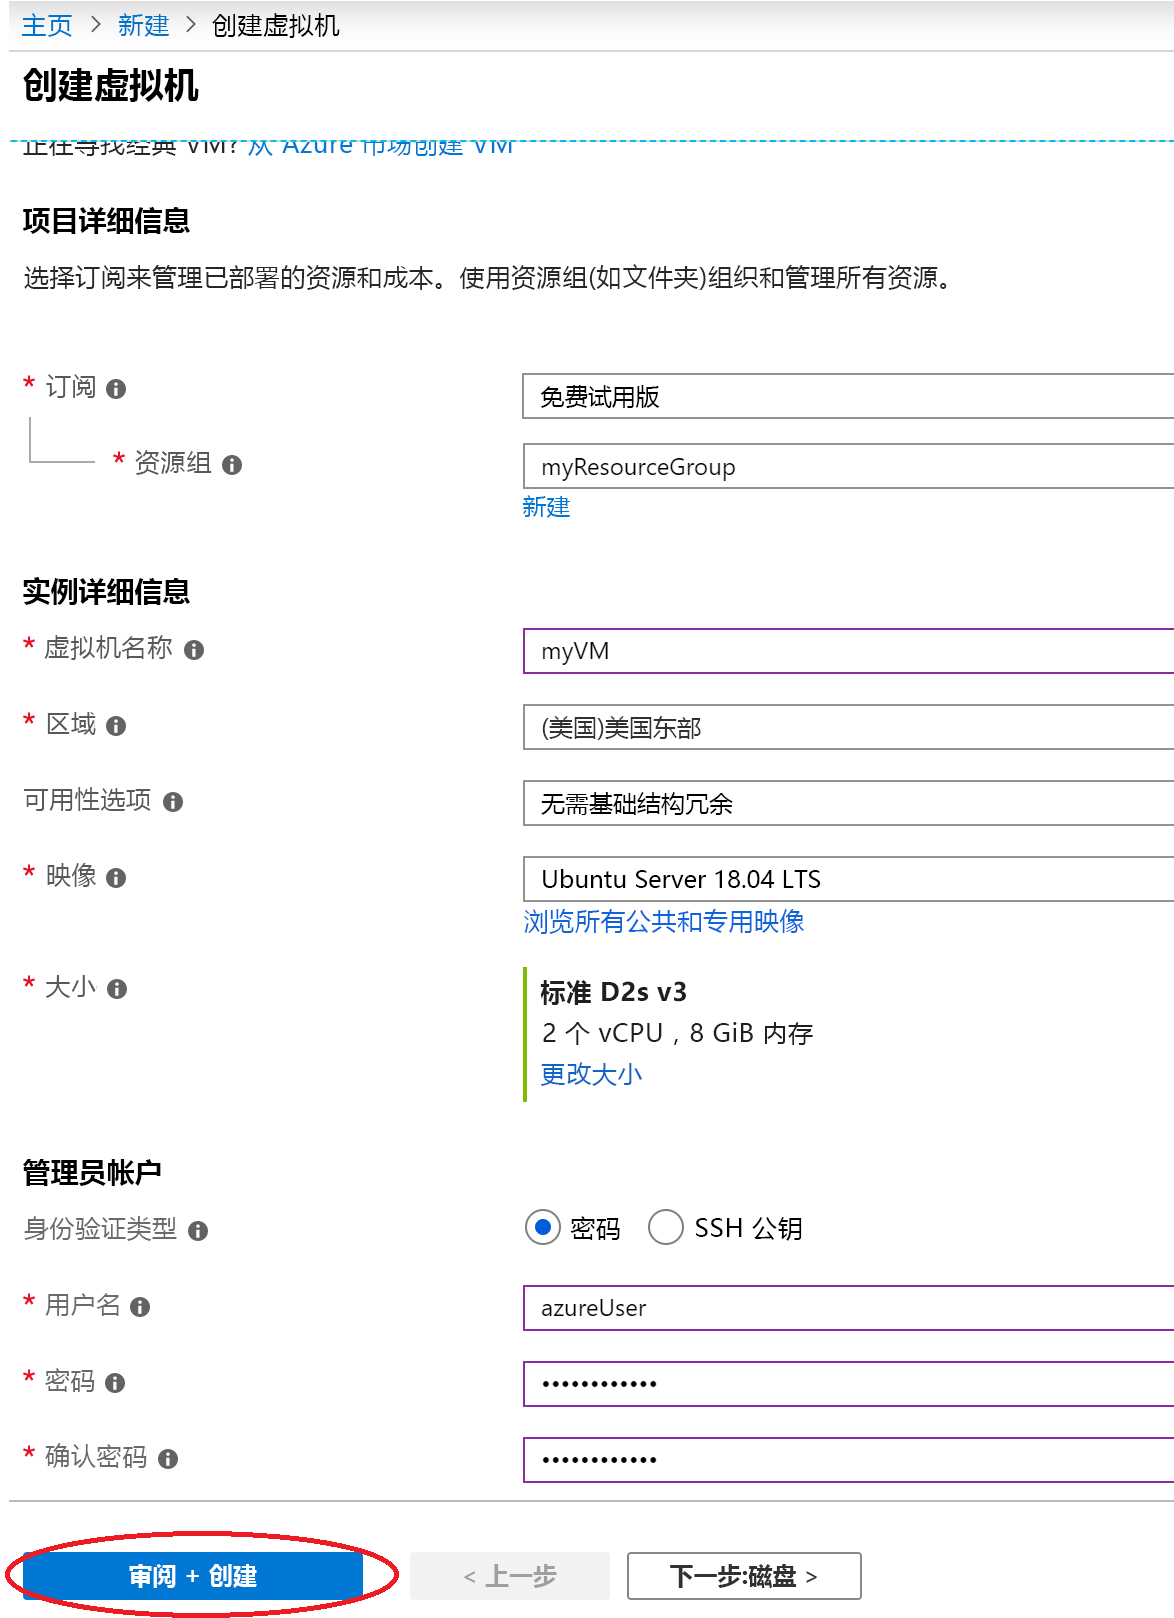 主页 > 新建 > 创建虚拟机
创建虚拟机
正在寻找经典 VM? 从 Azure 市场创建 VM
项目详细信息
选择订阅来管理已部署的资源和成本。使用资源组(如文件夹)组织和管理所有资源。
* 订阅
免费试用版
* 资源组
myResourceGroup
新建
实例详细信息
* 虚拟机名称
myVM
* 区域
(美国)美国东部
可用性选项
无需基础结构冗余
* 映像
Ubuntu Server 18.04 LTS
浏览所有公共和专用映像
* 大小
标准 D2s v3
2 个 vCPU，8 GiB 内存
更改大小
管理员帐户
身份验证类型
密码 SSH 公钥
* 用户名
azureUser
* 密码
••••••••••••
* 确认密码
••••••••••••
审阅 + 创建 < 上一步 下一步:磁盘 >